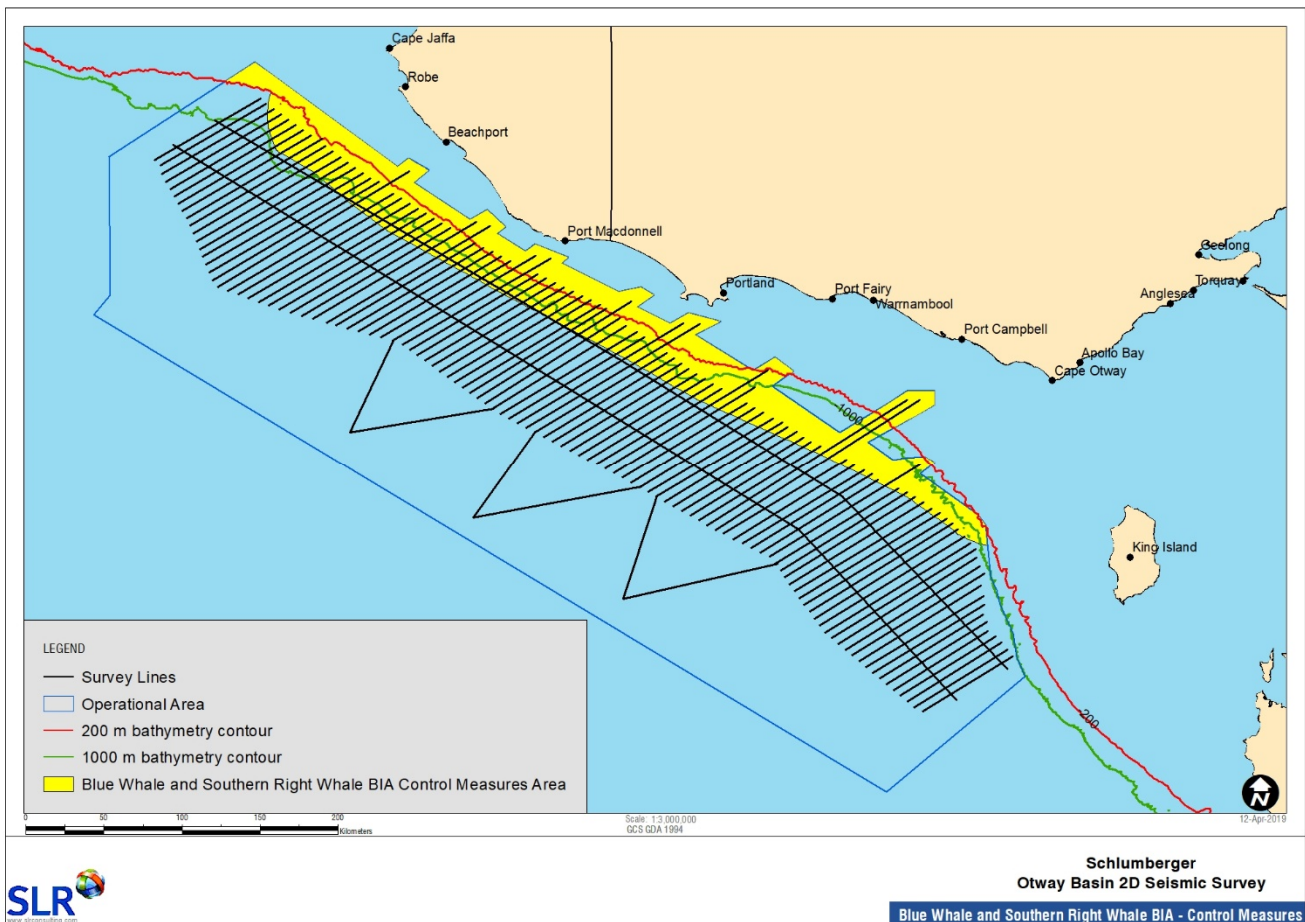 Cape Jaffa
Robe
Beachport
Port Macdonnell
Geelong
Portland
Port Fairy
Torquay
Anglesea
Warrnambool
Port Campbell
Apollo Bay
Cape Otway
1000
King Island
200
LEGEND
Survey Lines
Operational Area
200 m bathymetry contour
1000 m bathymetry contour
Blue Whale and Southern Right Whale BIA Control Measures Area
N
0 50 100 150 200
Kilometers
Scale: 1:3,000,000
GCS GDA 1994
12-Apr-2019
SLR
www.slrconsulting.com
Schlumberger
Otway Basin 2D Seismic Survey
Blue Whale and Southern Right Whale BIA - Control Measures